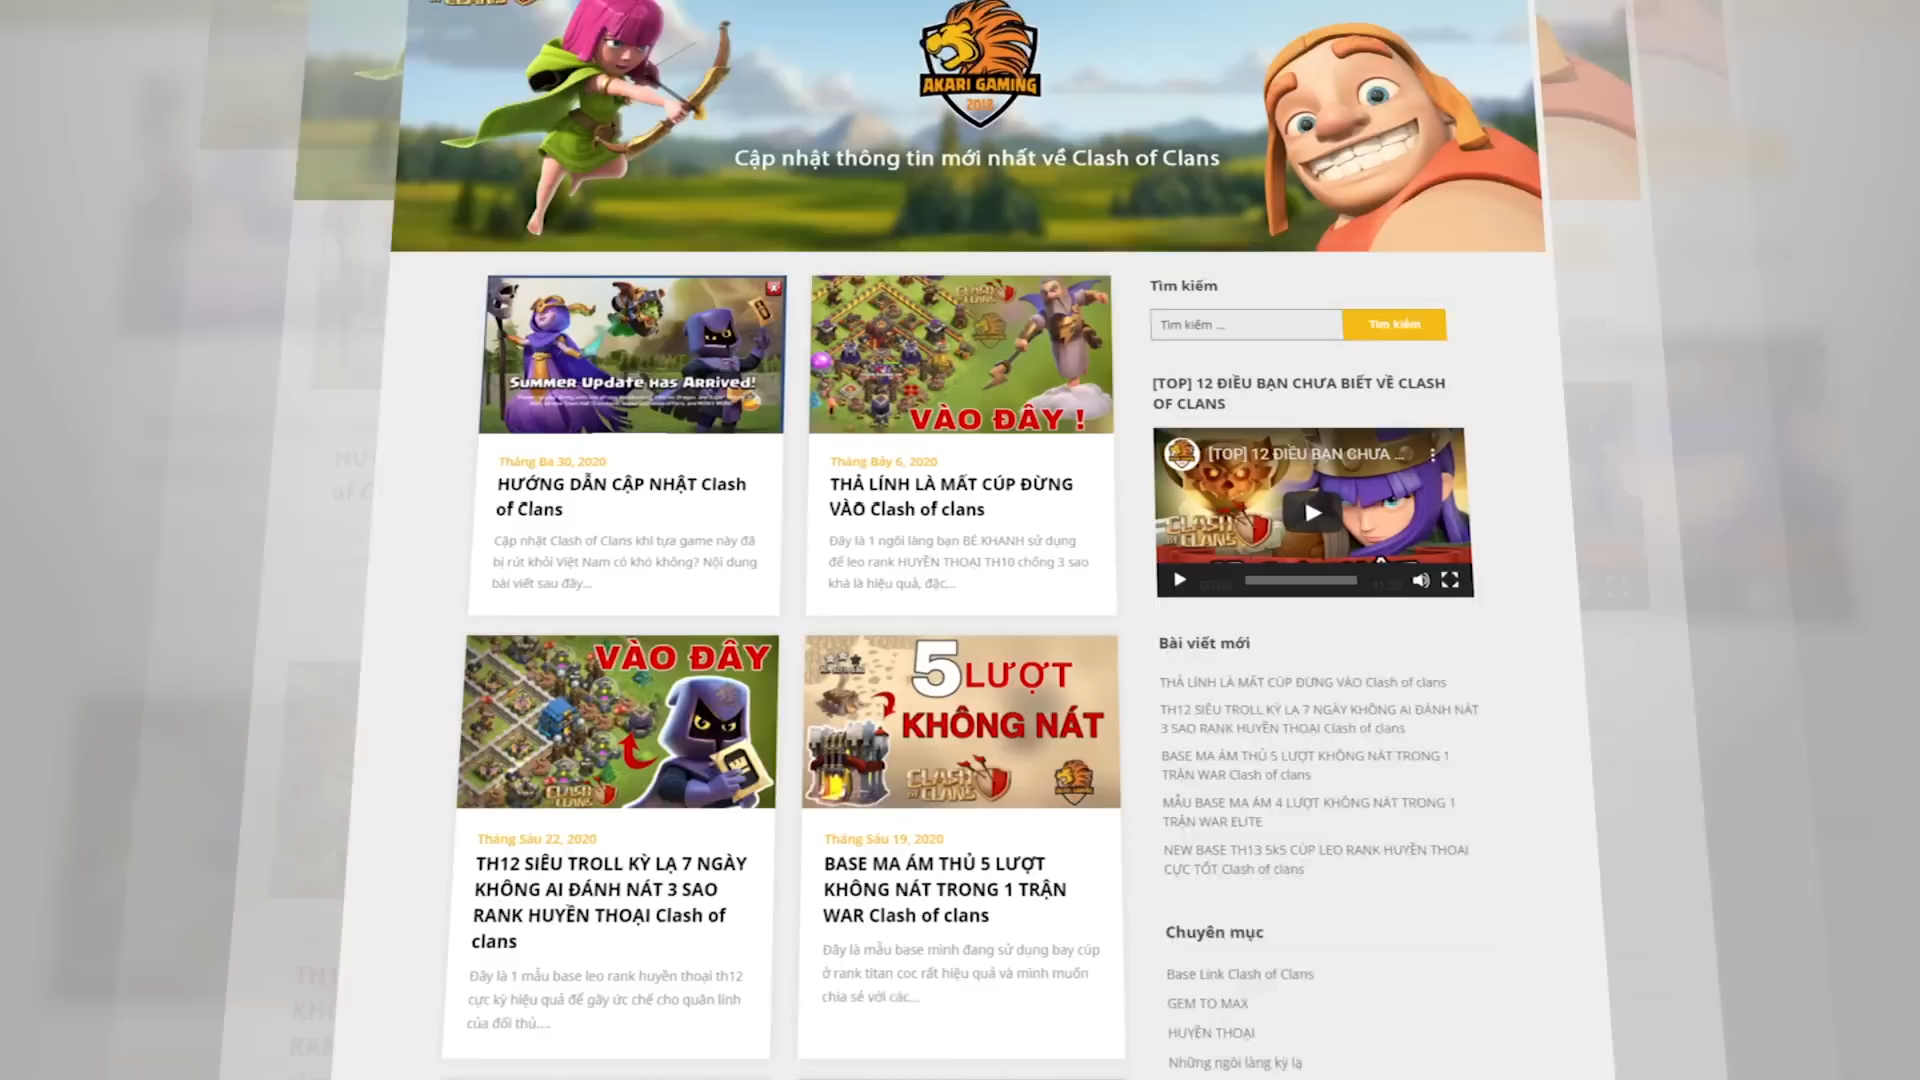 AKARI GAMING
2018
Cập nhật thông tin mới nhất về Clash of Clans
Summer Update has Arrived!
CLASH OF CLANS
VÀO ĐÂY !
Tháng Ba 30, 2020
HƯỚNG DẪN CẬP NHẬT Clash
of Clans
Cập nhật Clash of Clans khi tựa game này đã
bị rút khỏi Việt Nam có khó không? Nội dung
bài viết sau đây...
Tháng Bảy 6, 2020
THẢ LÍNH LÀ MẤT CÚP ĐỪNG
VÀO Clash of clans
Đây là 1 ngôi làng bạn BÉ KHANH sử dụng
để leo rank HUYỀN THOẠI TH10 chống 3 sao
khá là hiệu quả, đặc...
VÀO ĐÂY
CLASH OF CLANS
Tháng Sáu 22, 2020
TH12 SIÊU TROLL KỲ LẠ 7 NGÀY
KHÔNG AI ĐÁNH NÁT 3 SAO
RANK HUYỀN THOẠI Clash of
clans
Đây là 1 mẫu base leo rank huyền thoại th12
cực kỳ hiệu quả để gây ức chế cho quân lính
của đối thủ....
5 LƯỢT
KHÔNG NÁT
CLASH OF CLANS
Tháng Sáu 19, 2020
BASE MA ÁM THỦ 5 LƯỢT
KHÔNG NÁT TRONG 1 TRẬN
WAR Clash of clans
Đây là mẫu base mình đang sử dụng bay cúp
ở rank titan coc rất hiệu quả và mình muốn
chia sẻ với các...
Tìm kiếm
Tìm kiếm ...
Tìm kiếm
[TOP] 12 ĐIỀU BẠN CHƯA BIẾT VỀ CLASH
OF CLANS
[TOP] 12 ĐIỀU BẠN CHƯA ...
CLASH OF CLANS
Bài viết mới
THẢ LÍNH LÀ MẤT CÚP ĐỪNG VÀO Clash of clans
TH12 SIÊU TROLL KỲ LẠ 7 NGÀY KHÔNG AI ĐÁNH NÁT
3 SAO RANK HUYỀN THOẠI Clash of clans
BASE MA ÁM THỦ 5 LƯỢT KHÔNG NÁT TRONG 1
TRẬN WAR Clash of clans
MẪU BASE MA ÁM 4 LƯỢT KHÔNG NÁT TRONG 1
TRẬN WAR ELITE
NEW BASE TH13 5k5 CÚP LEO RANK HUYỀN THOẠI
CỰC TỐT Clash of clans
Chuyên mục
Base Link Clash of Clans
GEM TO MAX
HUYỀN THOẠI
Những ngôi làng kỳ lạ